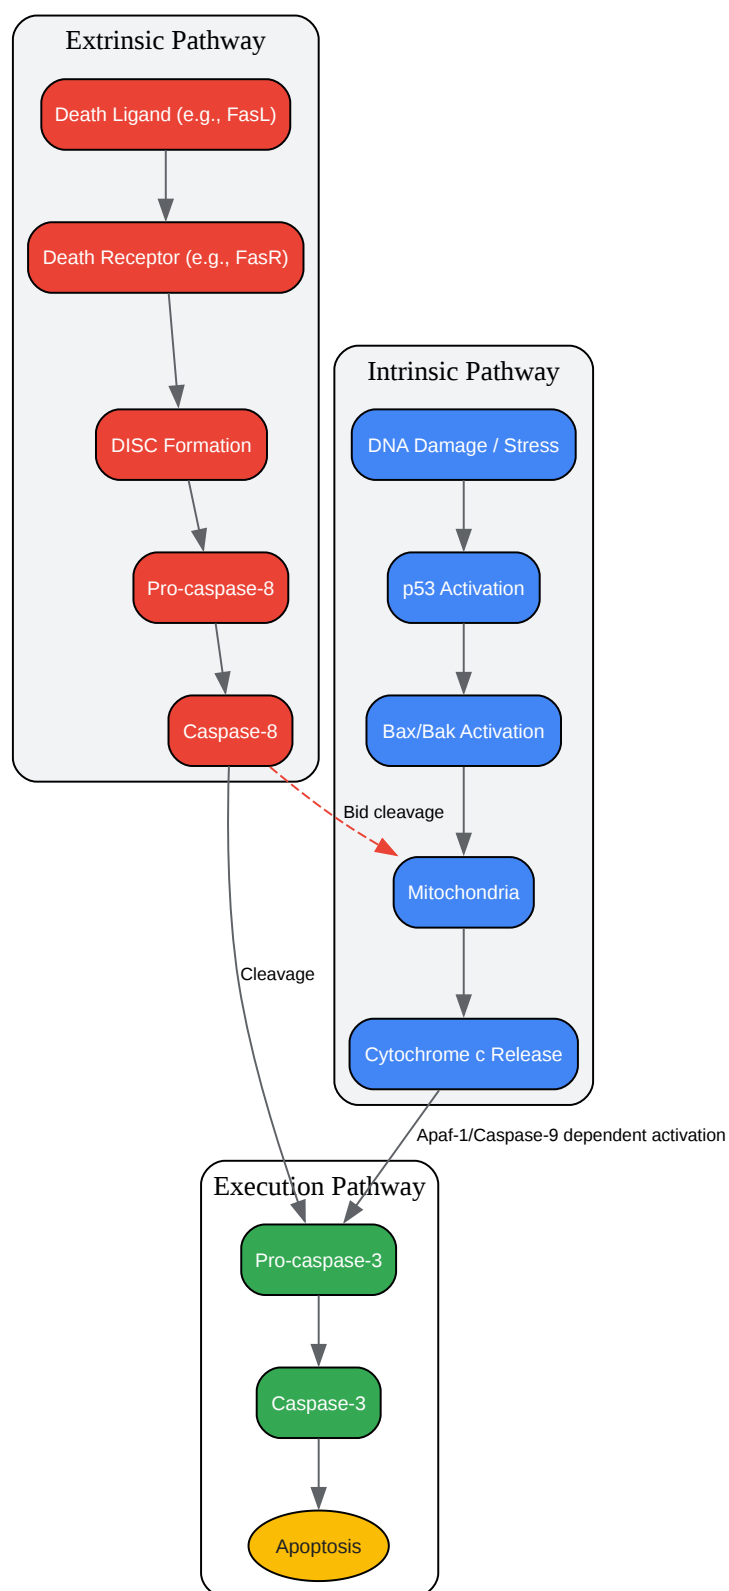 Extrinsic Pathway
Death Ligand (e.g., FasL)
Death Receptor (e.g., FasR)
DISC Formation
Pro-caspase-8
Caspase-8
Intrinsic Pathway
DNA Damage / Stress
p53 Activation
Bax/Bak Activation
Bid cleavage
Mitochondria
Cleavage
Cytochrome c Release
Apaf-1/Caspase-9 dependent activation
Execution Pathway
Pro-caspase-3
Caspase-3
Apoptosis